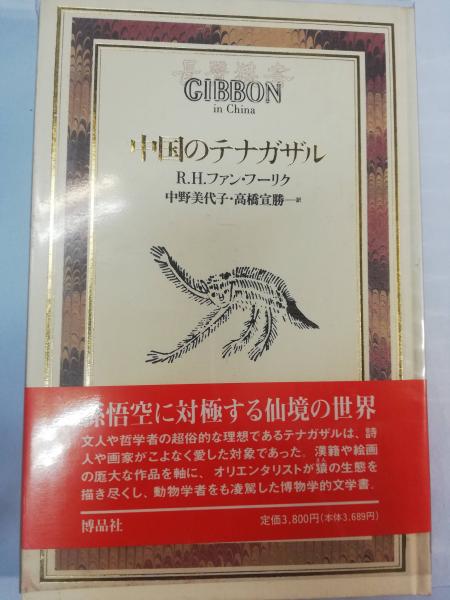 GIBBON
in China
中国のテナガザル
R.H.ファン・フーリク
中野美代子・高橋宣勝—訳
孫悟空に対極する仙境の世界
文人や哲学者の超俗的な理想であるテナガザルは、詩
人や画家がこよなく愛した対象であった。漢籍や絵画
の厖大な作品を軸に、オリエンタリストが猿の生態を
描き尽くし、動物学者をも凌駕した博物学的文学書。
博品社
定価3,800円(本体3,689円)